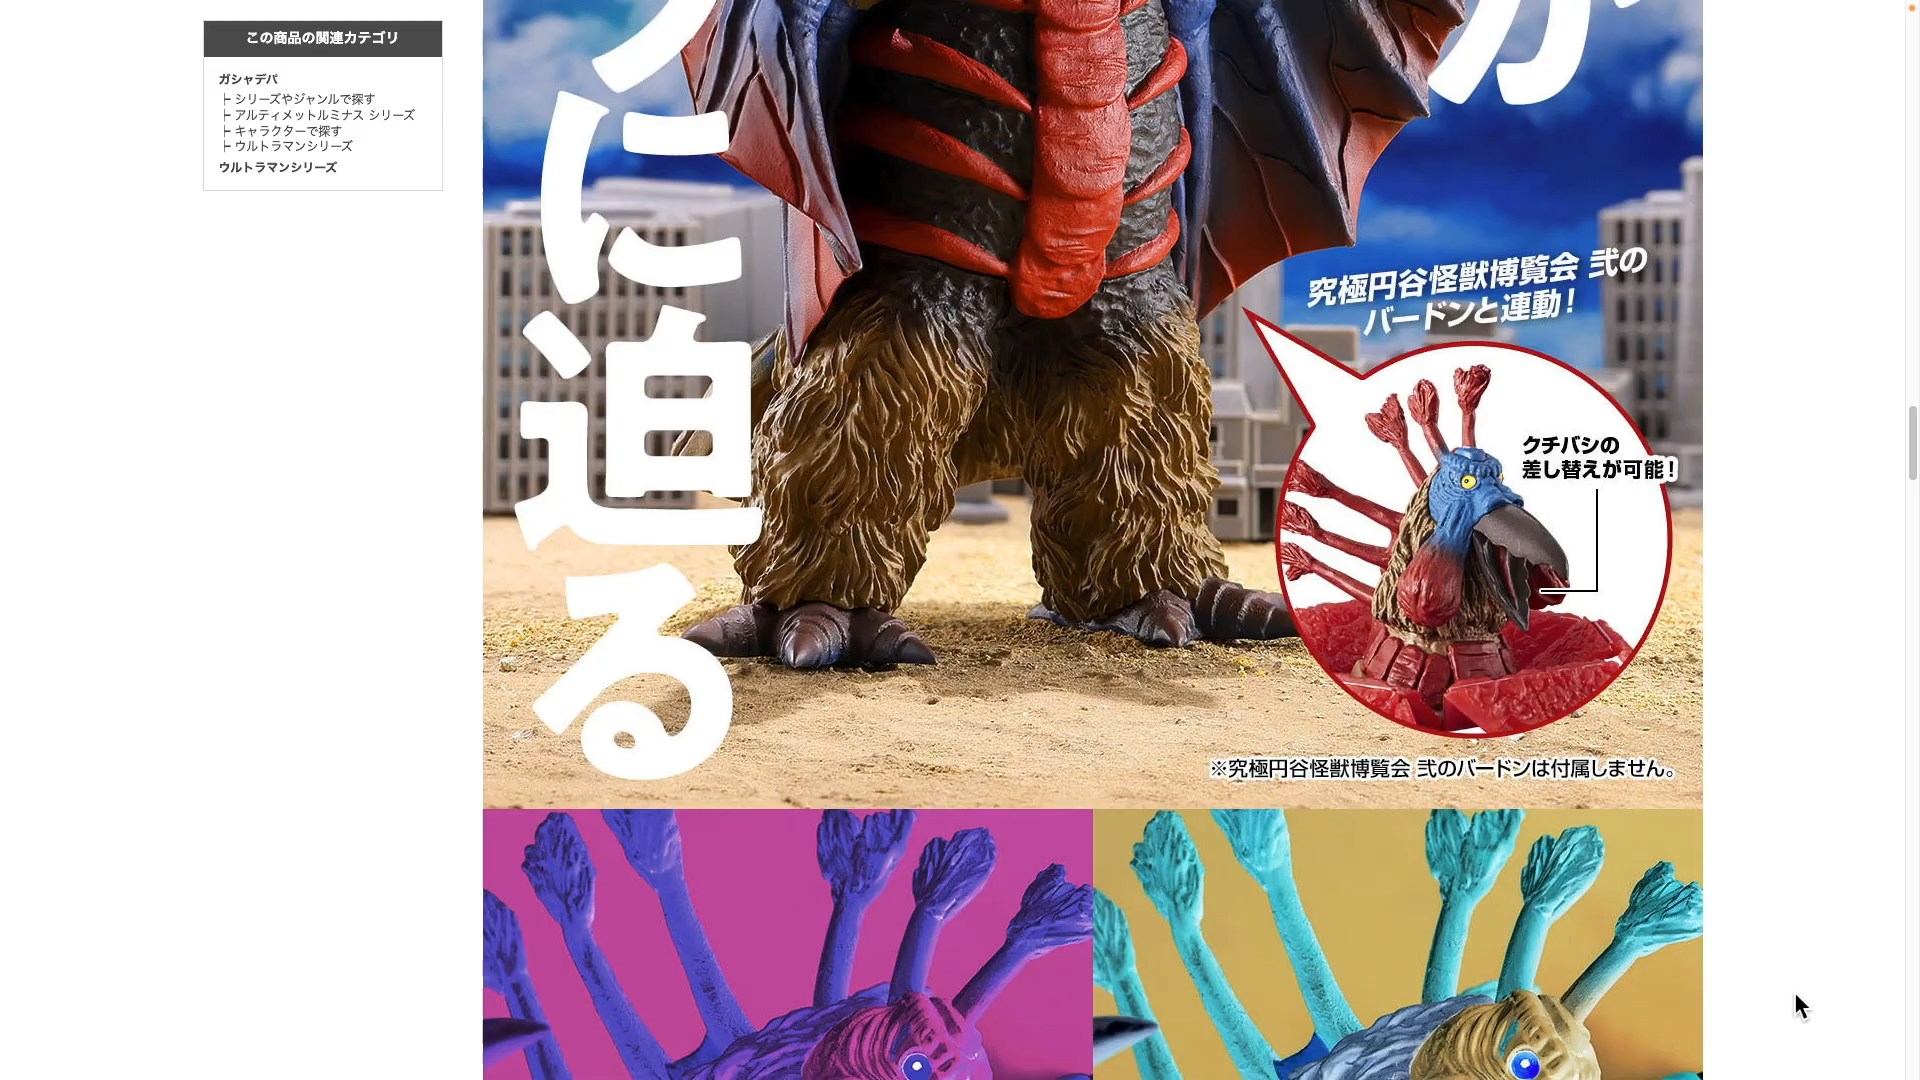 この商品の関連カテゴリ
ガシャデパ
├ シリーズやジャンルで探す
├ アルティメットルミナス シリーズ
├ キャラクターで探す
├ ウルトラマンシリーズ
ウルトラマンシリーズ
が
に迫る
究極円谷怪獣博覧会 弐の
バードンと連動!
クチバシの
差し替えが可能!
※究極円谷怪獣博覧会 弐のバードンは付属しません。